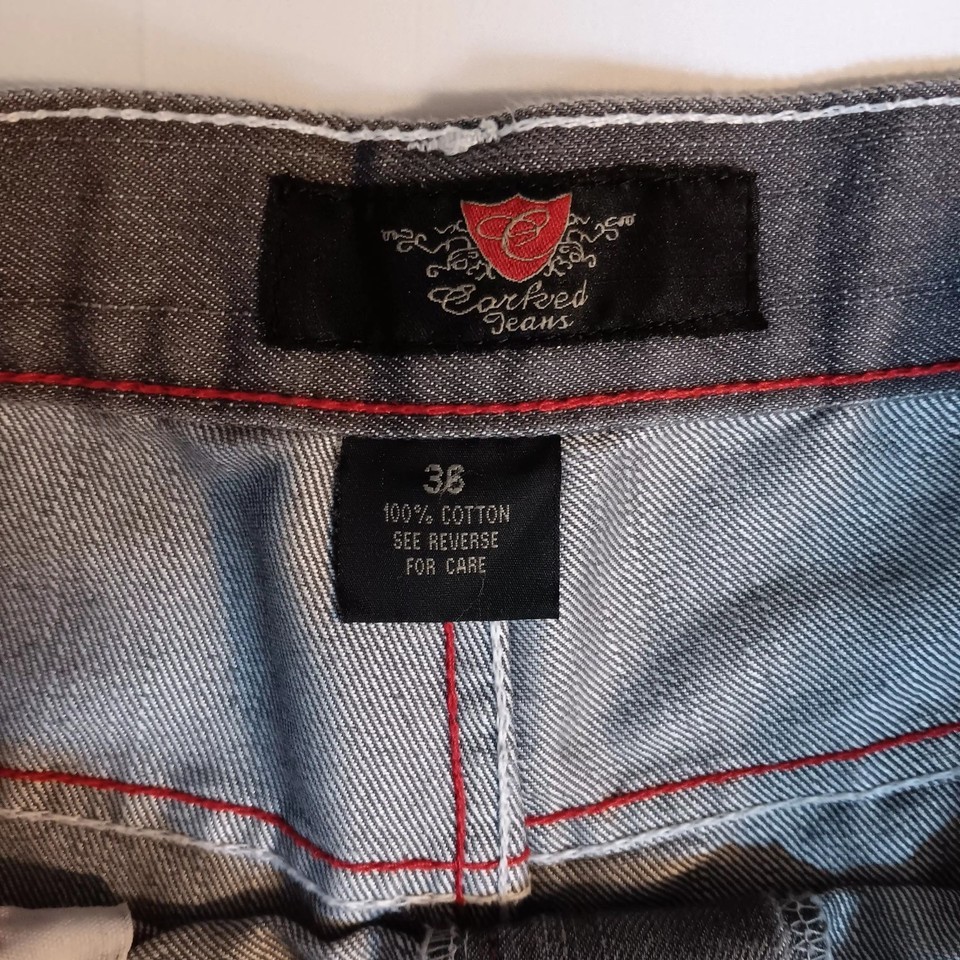 C
Corked
Jeans
36
100% COTTON
SEE REVERSE
FOR CARE